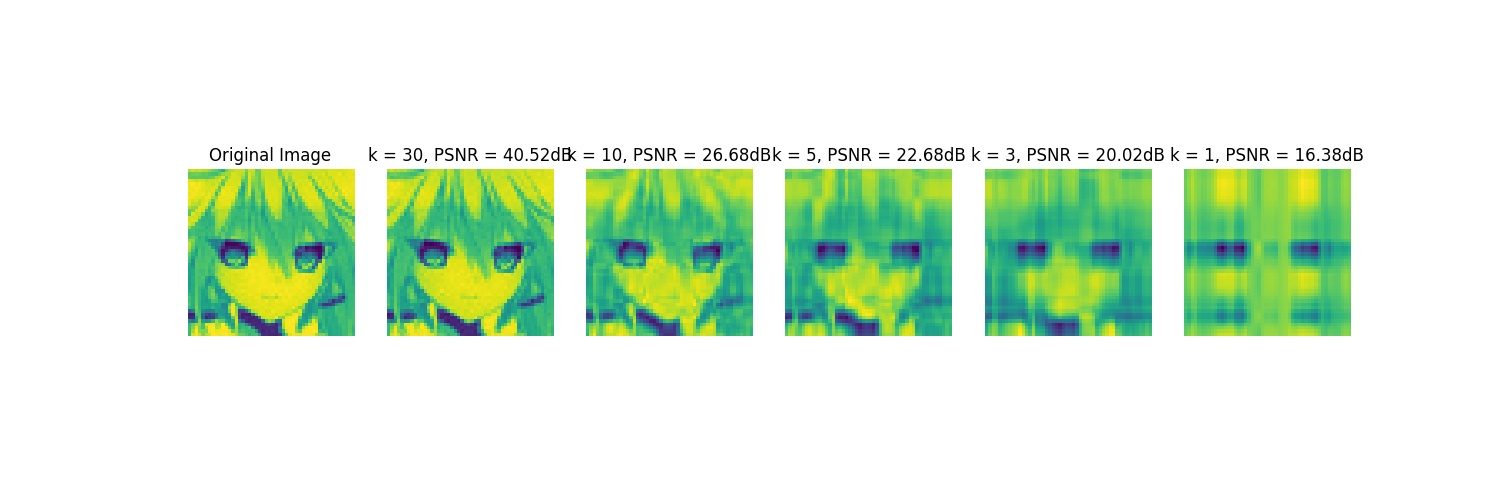 Original Image
k = 30, PSNR = 40.52dB
k = 10, PSNR = 26.68dB
k = 5, PSNR = 22.68dB
k = 3, PSNR = 20.02dB
k = 1, PSNR = 16.38dB